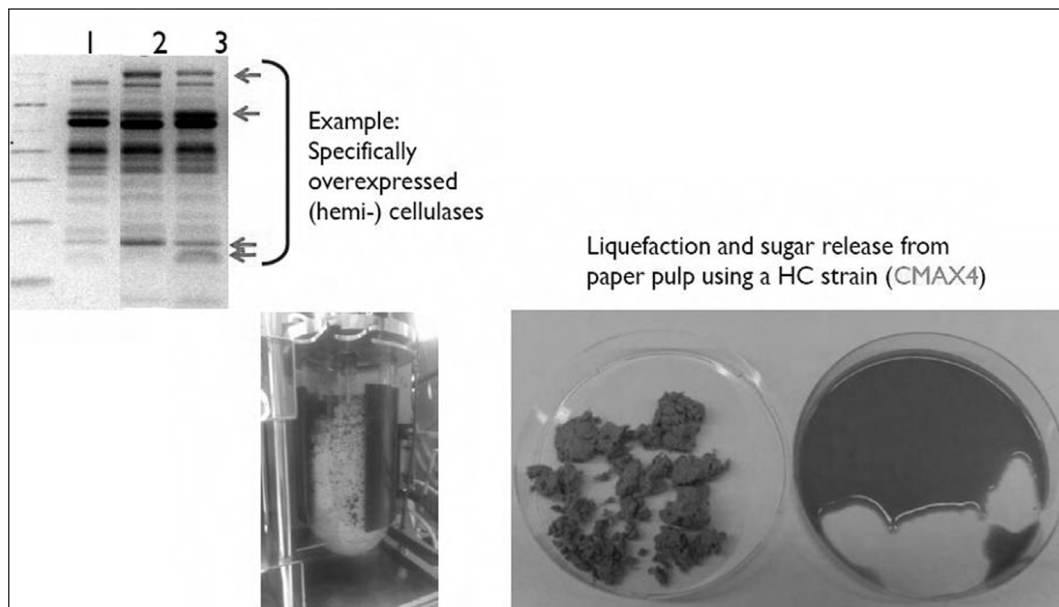 1 2 3
Example:
Specifically
overexpressed
(hemi-) cellulases
Liquefaction and sugar release from
paper pulp using a HC strain (CMAX4)